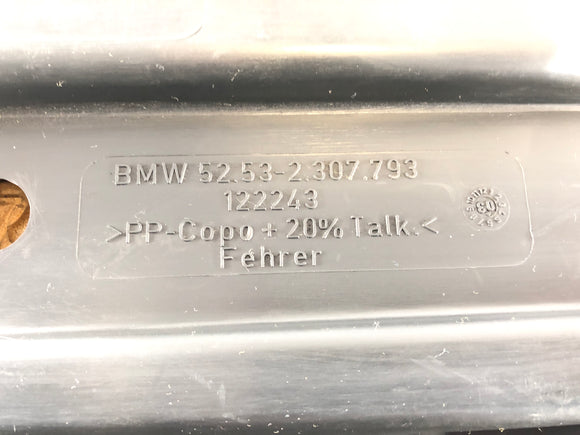 BMW 52.53-2.307.793
122243
>PP-Copo + 20% Talk.<
Fehrer